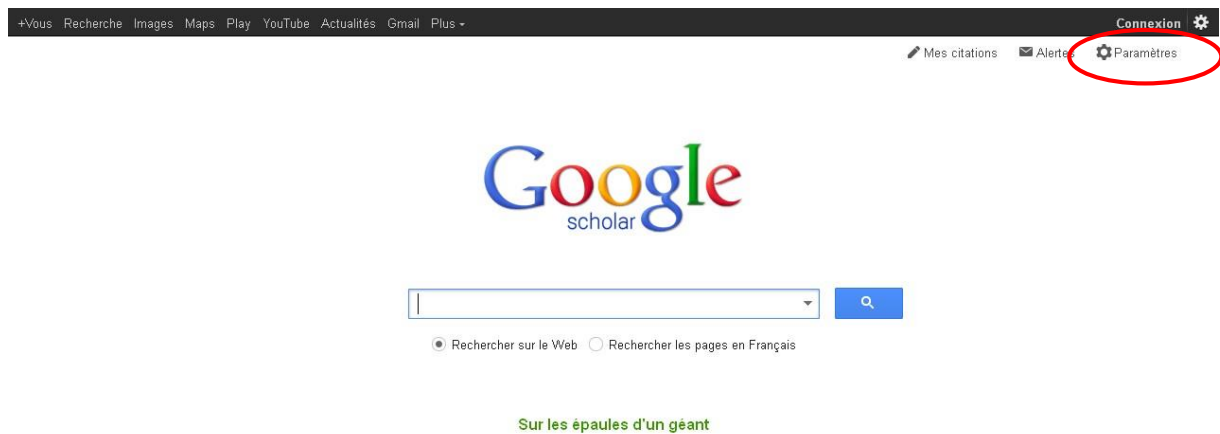 +Vous Recherche Images Maps Play YouTube Actualités Gmail Plus Connexion
Mes citations Alertes Paramètres
Google
scholar
Rechercher sur le Web Rechercher les pages en Français
Sur les épaules d'un géant